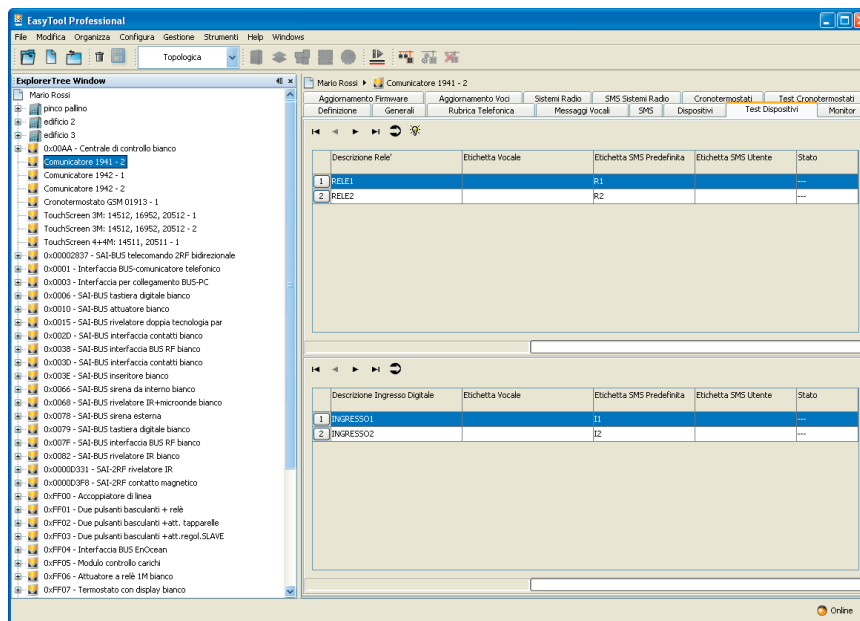 EasyTool Professional
File Modifica Organizza Configura Gestione Strumenti Help Windows
Topologica
ExplorerTree Window
Mario Rossi
pinco pallino
edificio 2
edificio 3
0x00AA - Centrale di controllo bianco
Comunicatore 1941 - 2
Comunicatore 1942 - 1
Comunicatore 1942 - 2
Cronotermostato GSM 01913 - 1
TouchScreen 3M: 14512, 16952, 20512 - 1
TouchScreen 3M: 14512, 16952, 20512 - 2
TouchScreen 4+4M: 14511, 20511 - 1
0x00002837 - SAI-BUS telecomando 2RF bidirezionale
0x0001 - Interfaccia BUS-comunicatore telefonico
0x0003 - Interfaccia per collegamento BUS-PC
0x0006 - SAI-BUS tastiera digitale bianco
0x0010 - SAI-BUS attuatore bianco
0x0015 - SAI-BUS rivelatore doppia tecnologia par
0x002D - SAI-BUS interfaccia contatti bianco
0x0038 - SAI-BUS interfaccia BUS RF bianco
0x003D - SAI-BUS interfaccia contatti bianco
0x003E - SAI-BUS inseritore bianco
0x0066 - SAI-BUS sirena da interno bianco
0x0068 - SAI-BUS rivelatore IR+microonde bianco
0x0078 - SAI-BUS sirena esterna
0x0079 - SAI-BUS tastiera digitale bianco
0x007F - SAI-BUS interfaccia BUS RF bianco
0x0082 - SAI-BUS rivelatore IR bianco
0x0000D331 - SAI-2RF rivelatore IR
0x0000D3F8 - SAI-2RF contatto magnetico
0xFF00 - Accoppiatore di linea
0xFF01 - Due pulsanti basculanti + relè
0xFF02 - Due pulsanti basculanti +att. tapparelle
0xFF03 - Due pulsanti basculanti +att.regol.SLAVE
0xFF04 - Interfaccia BUS EnOcean
0xFF05 - Modulo controllo carichi
0xFF06 - Attuatore a relè 1M bianco
0xFF07 - Termostato con display bianco
Mario Rossi Comunicatore 1941 - 2
Aggiornamento Firmware Aggiornamento Voci Sistemi Radio SMS Sistemi Radio Cronotermostati Test Cronotermostati
Definizione Generali Rubrica Telefonica Messaggi Vocali SMS Dispositivi Test Dispositivi Monitor
Descrizione Rele' Etichetta Vocale Etichetta SMS Predefinita Etichetta SMS Utente Stato
1 RELE1 R1 ---
2 RELE2 R2 ---
Descrizione Ingresso Digitale Etichetta Vocale Etichetta SMS Predefinita Etichetta SMS Utente Stato
1 INGRESSO1 I1 ---
2 INGRESSO2 I2 ---
Online